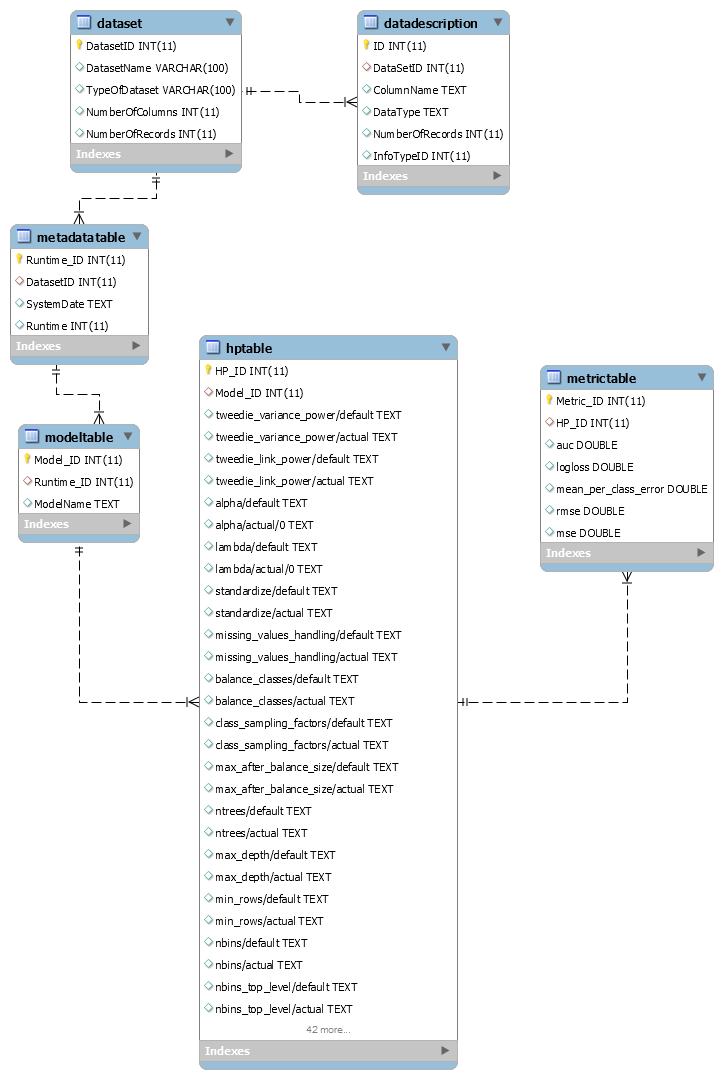 dataset
DatasetID INT(11)
DatasetName VARCHAR(100)
TypeOfDataset VARCHAR(100)
NumberOfColumns INT(11)
NumberOfRecords INT(11)
Indexes
datadescription
ID INT(11)
DataSetID INT(11)
ColumnName TEXT
DataType TEXT
NumberOfRecords INT(11)
InfoTypeID INT(11)
Indexes
metadatatable
Runtime_ID INT(11)
DatasetID INT(11)
SystemDate TEXT
Runtime INT(11)
Indexes
modeltable
Model_ID INT(11)
Runtime_ID INT(11)
ModelName TEXT
Indexes
hptable
HP_ID INT(11)
Model_ID INT(11)
tweedie_variance_power/default TEXT
tweedie_variance_power/actual TEXT
tweedie_link_power/default TEXT
tweedie_link_power/actual TEXT
alpha/default TEXT
alpha/actual/0 TEXT
lambda/default TEXT
lambda/actual/0 TEXT
standardize/default TEXT
standardize/actual TEXT
missing_values_handling/default TEXT
missing_values_handling/actual TEXT
balance_classes/default TEXT
balance_classes/actual TEXT
class_sampling_factors/default TEXT
class_sampling_factors/actual TEXT
max_after_balance_size/default TEXT
max_after_balance_size/actual TEXT
ntrees/default TEXT
ntrees/actual TEXT
max_depth/default TEXT
max_depth/actual TEXT
min_rows/default TEXT
min_rows/actual TEXT
nbins/default TEXT
nbins/actual TEXT
nbins_top_level/default TEXT
nbins_top_level/actual TEXT
42 more...
Indexes
metrictable
Metric_ID INT(11)
HP_ID INT(11)
auc DOUBLE
logloss DOUBLE
mean_per_class_error DOUBLE
rmse DOUBLE
mse DOUBLE
Indexes